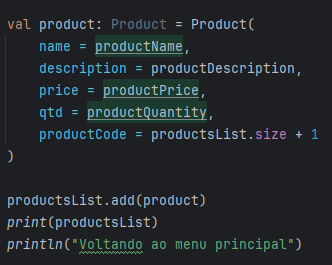 val product: Product = Product(
    name = productName,
    description = productDescription,
    price = productPrice,
    qtd = productQuantity,
    productCode = productsList.size + 1
)
productsList.add(product)
print(productsList)
println("Voltando ao menu principal")